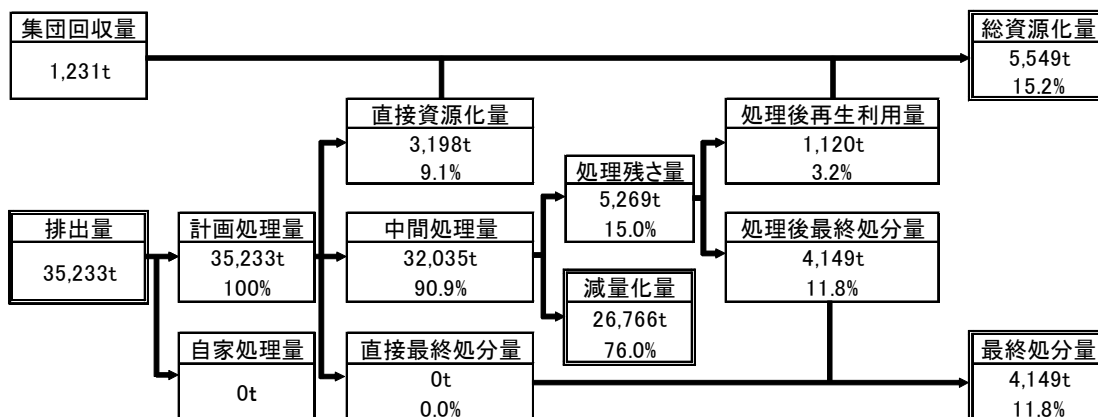 集団回収量
1,231t
総資源化量
5,549t
15.2%
直接資源化量
3,198t
9.1%
処理後再生利用量
1,120t
3.2%
処理残さ量
5,269t
15.0%
排出量
35,233t
計画処理量
35,233t
100%
中間処理量
32,035t
90.9%
処理後最終処分量
4,149t
11.8%
減量化量
26,766t
76.0%
自家処理量
0t
直接最終処分量
0t
0.0%
最終処分量
4,149t
11.8%